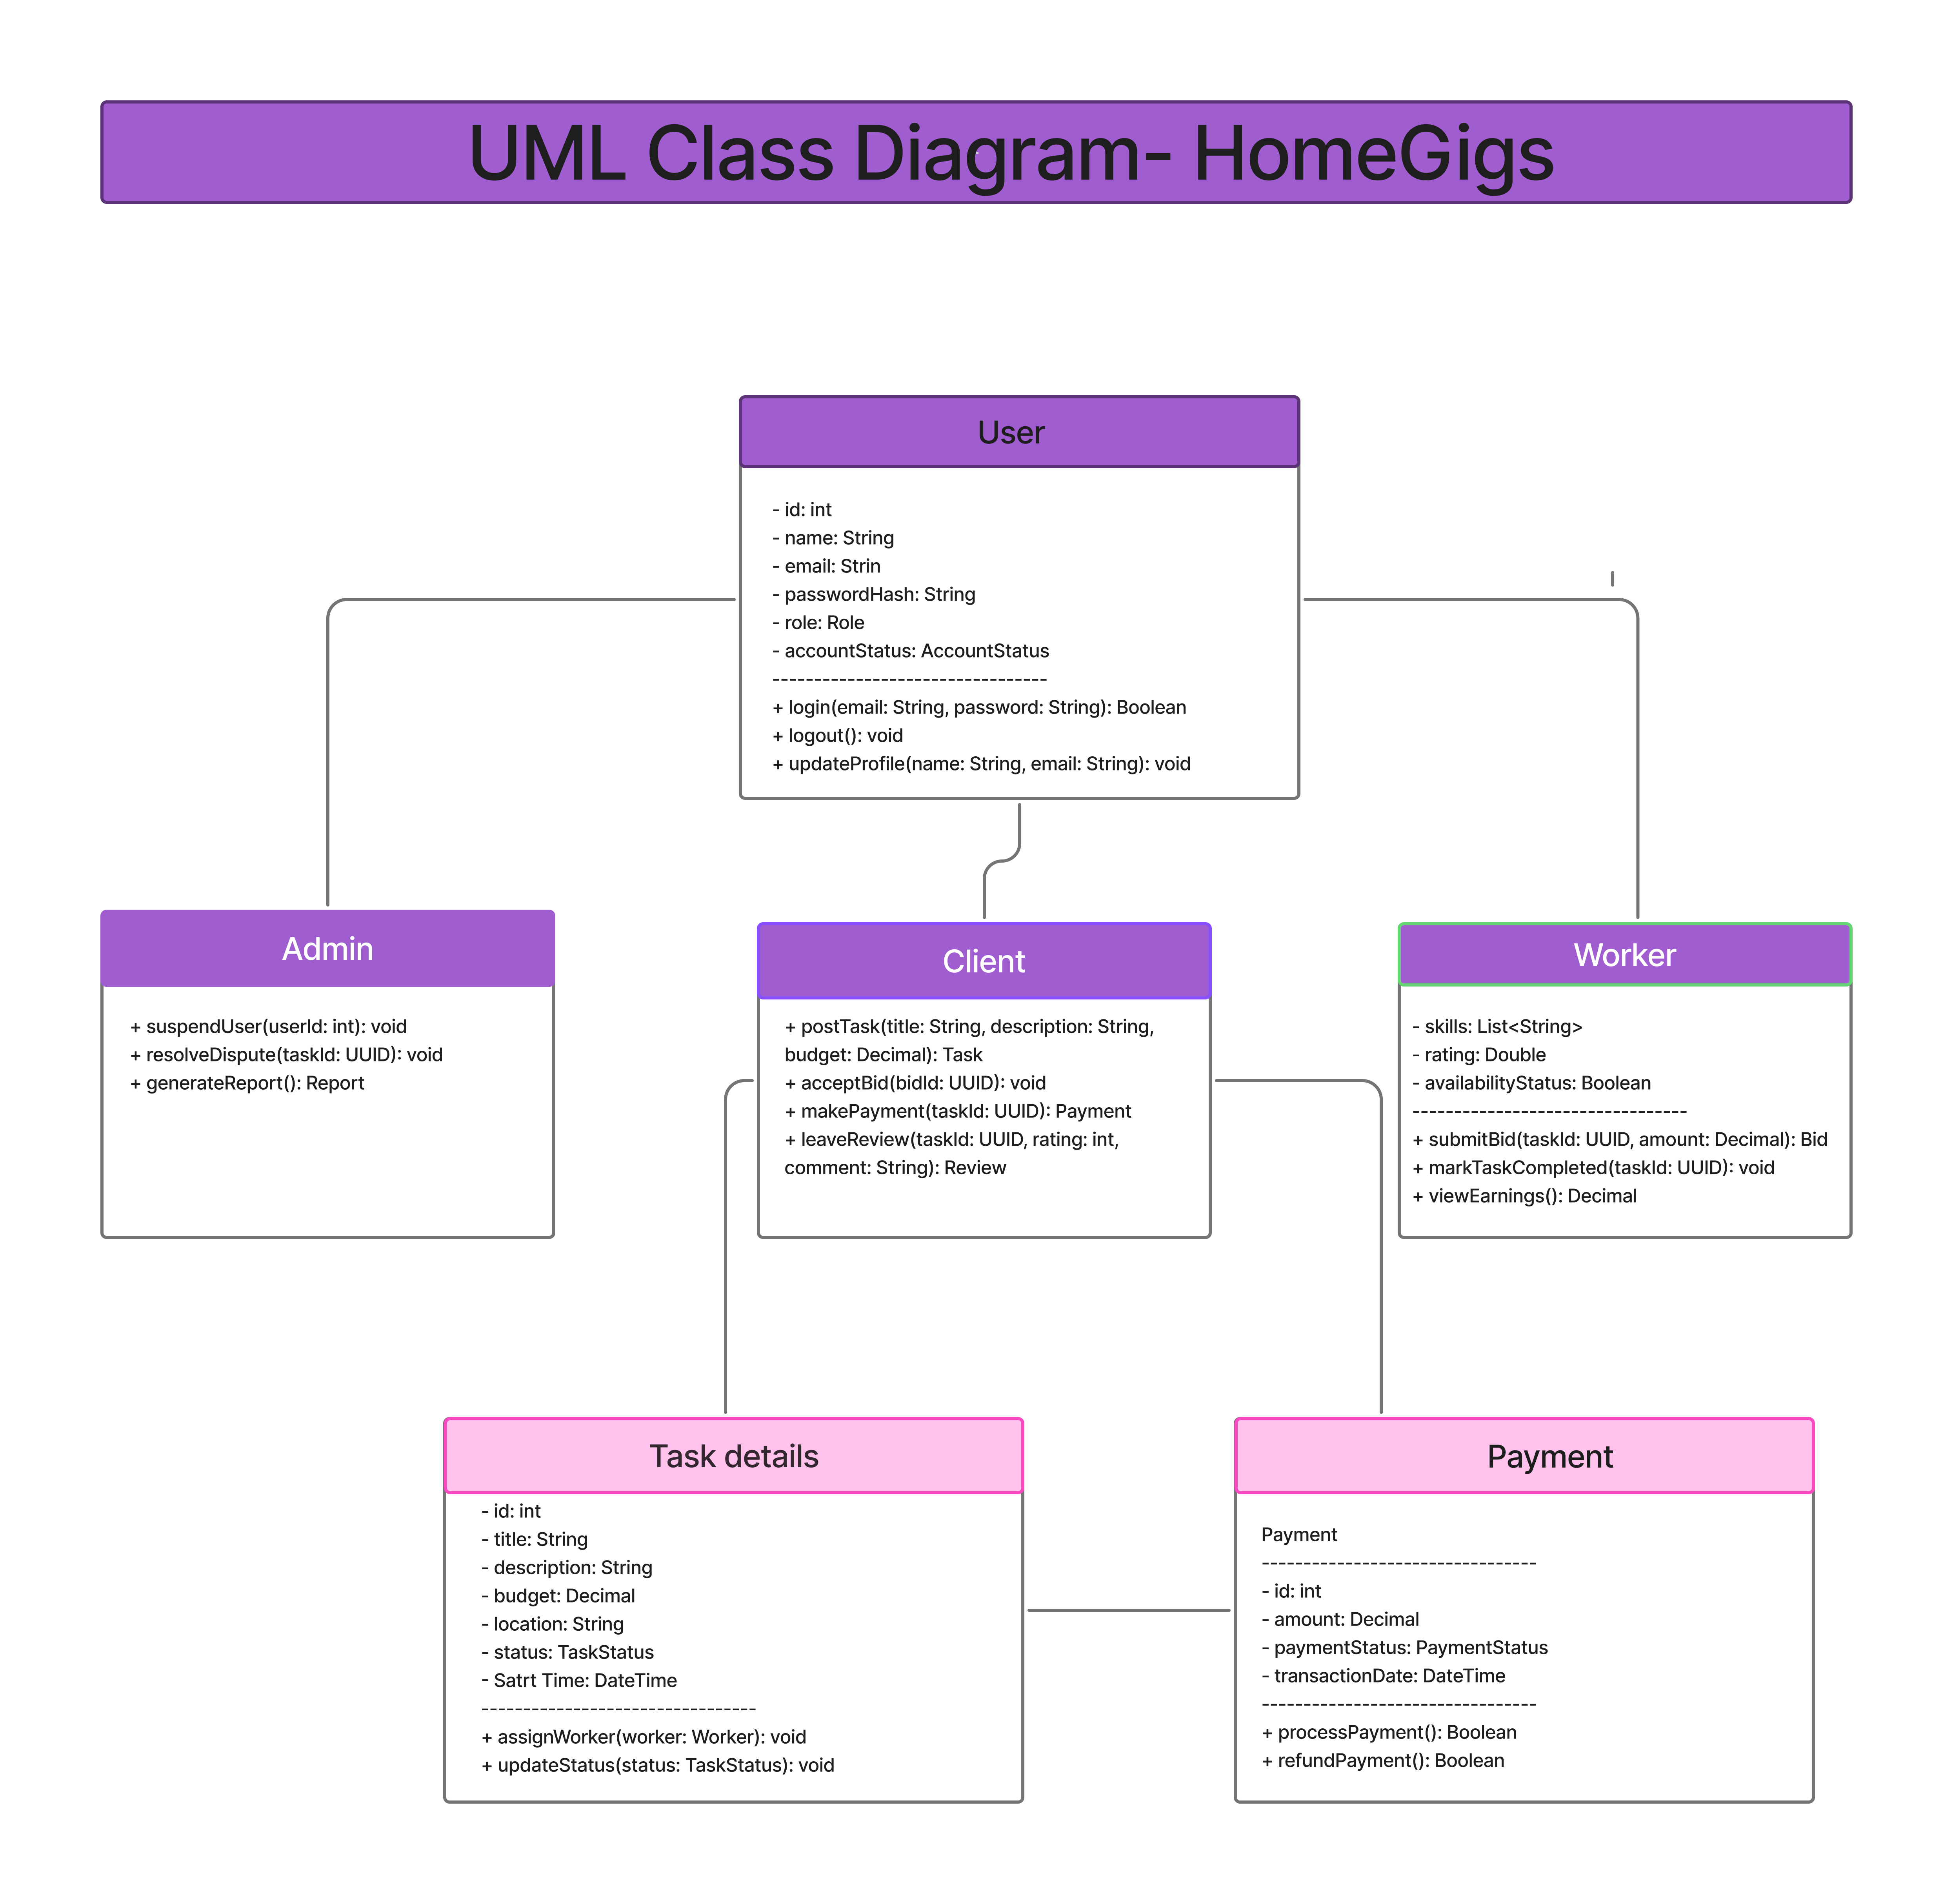 UML Class Diagram- HomeGigs
User
- id: int
- name: String
- email: Strin
- passwordHash: String
- role: Role
- accountStatus: AccountStatus
---------------------------------
+ login(email: String, password: String): Boolean
+ logout(): void
+ updateProfile(name: String, email: String): void
Admin
+ suspendUser(userId: int): void
+ resolveDispute(taskId: UUID): void
+ generateReport(): Report
Client
+ postTask(title: String, description: String,
budget: Decimal): Task
+ acceptBid(bidId: UUID): void
+ makePayment(taskId: UUID): Payment
+ leaveReview(taskId: UUID, rating: int,
comment: String): Review
Worker
- skills: List<String>
- rating: Double
- availabilityStatus: Boolean
---------------------------------
+ submitBid(taskId: UUID, amount: Decimal): Bid
+ markTaskCompleted(taskId: UUID): void
+ viewEarnings(): Decimal
Task details
- id: int
- title: String
- description: String
- budget: Decimal
- location: String
- status: TaskStatus
- Satrt Time: DateTime
---------------------------------
+ assignWorker(worker: Worker): void
+ updateStatus(status: TaskStatus): void
Payment
Payment
---------------------------------
- id: int
- amount: Decimal
- paymentStatus: PaymentStatus
- transactionDate: DateTime
---------------------------------
+ processPayment(): Boolean
+ refundPayment(): Boolean